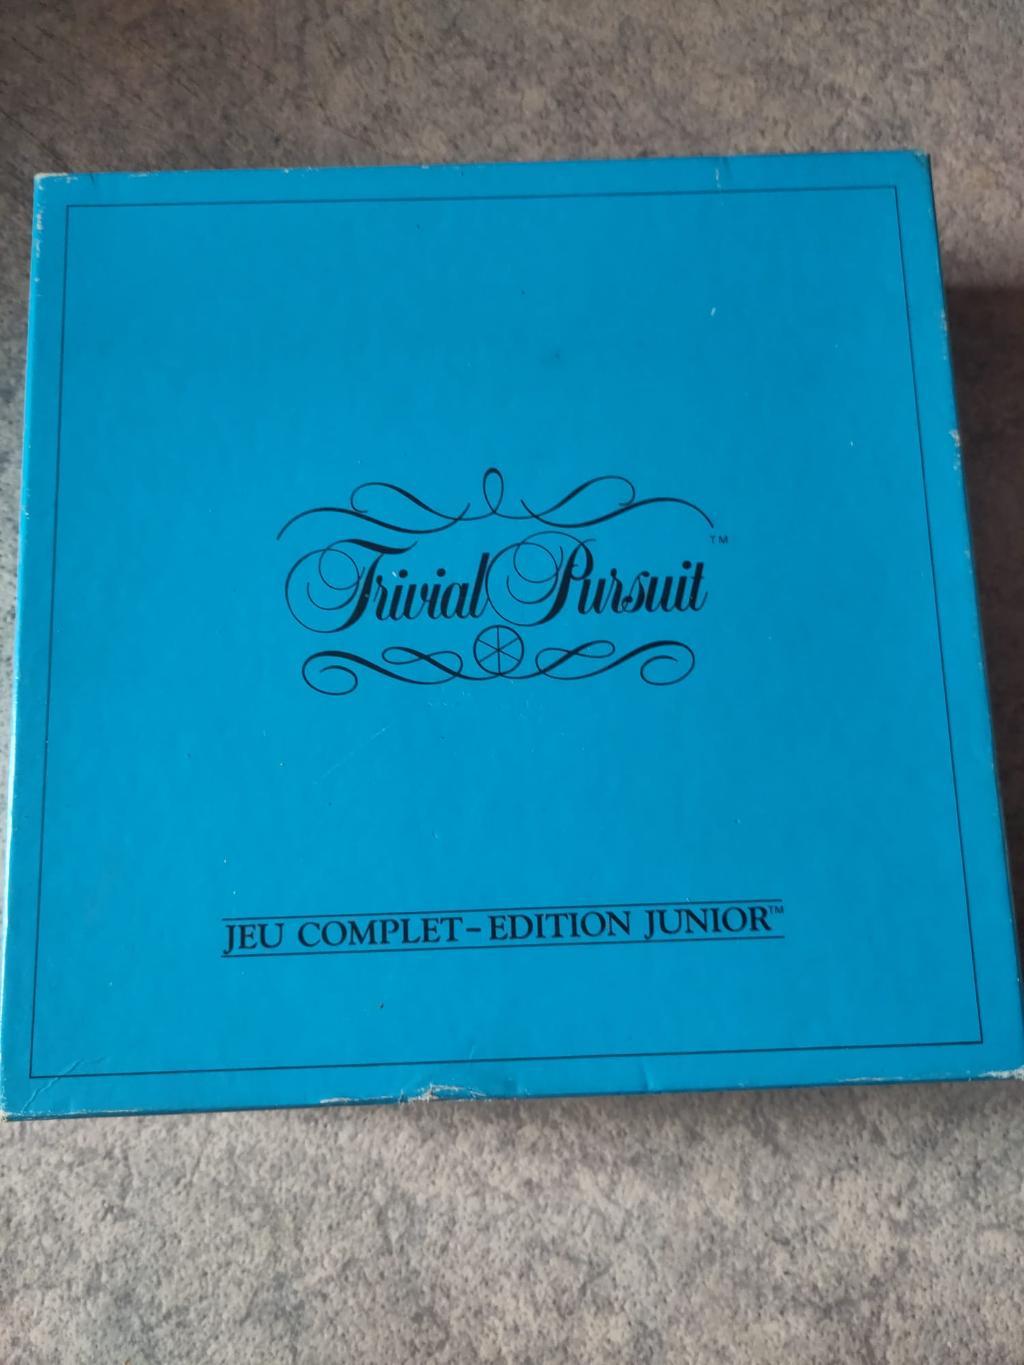 Trivial Pursuit™
JEU COMPLET-EDITION JUNIOR™